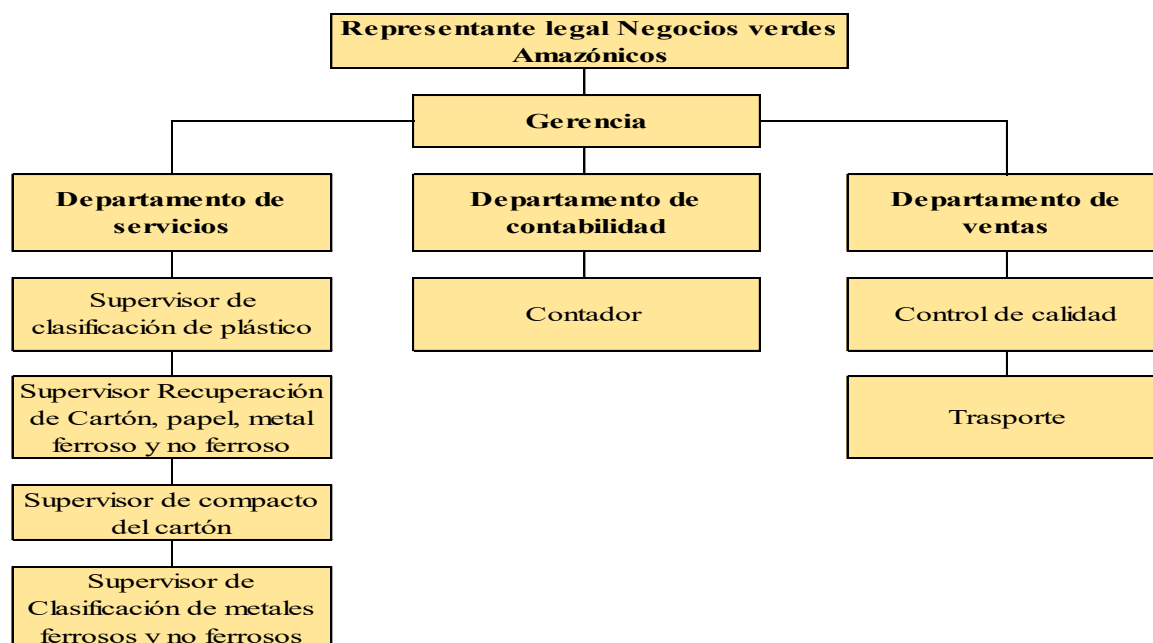 Representante legal Negocios verdes
Amazónicos
Gerencia
Departamento de
servicios
Departamento de
contabilidad
Departamento de
ventas
Supervisor de
clasificación de plástico
Contador
Control de calidad
Supervisor Recuperación
de Cartón, papel, metal
ferroso y no ferroso
Trasporte
Supervisor de compacto
del cartón
Supervisor de
Clasificación de metales
ferrosos y no ferrosos